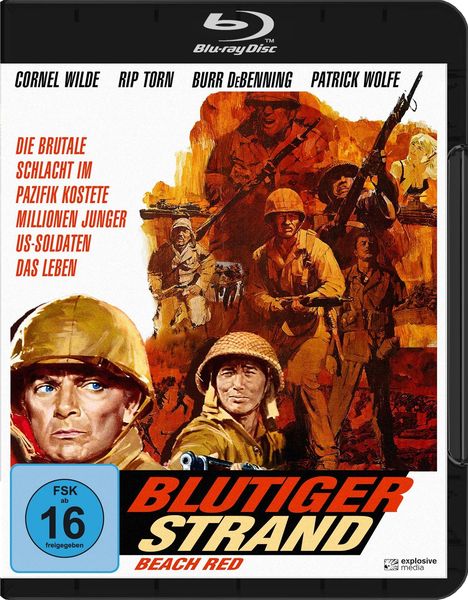 Blu-ray Disc
TM
CORNEL WILDE RIP TORN BURR DeBENNING PATRICK WOLFE
DIE BRUTALE
SCHLACHT IM
PAZIFIK KOSTETE
MILLIONEN JUNGER
US-SOLDATEN
DAS LEBEN
FSK
ab
16
freigegeben
BLUTIGER
STRAND
BEACH RED
explosive
media